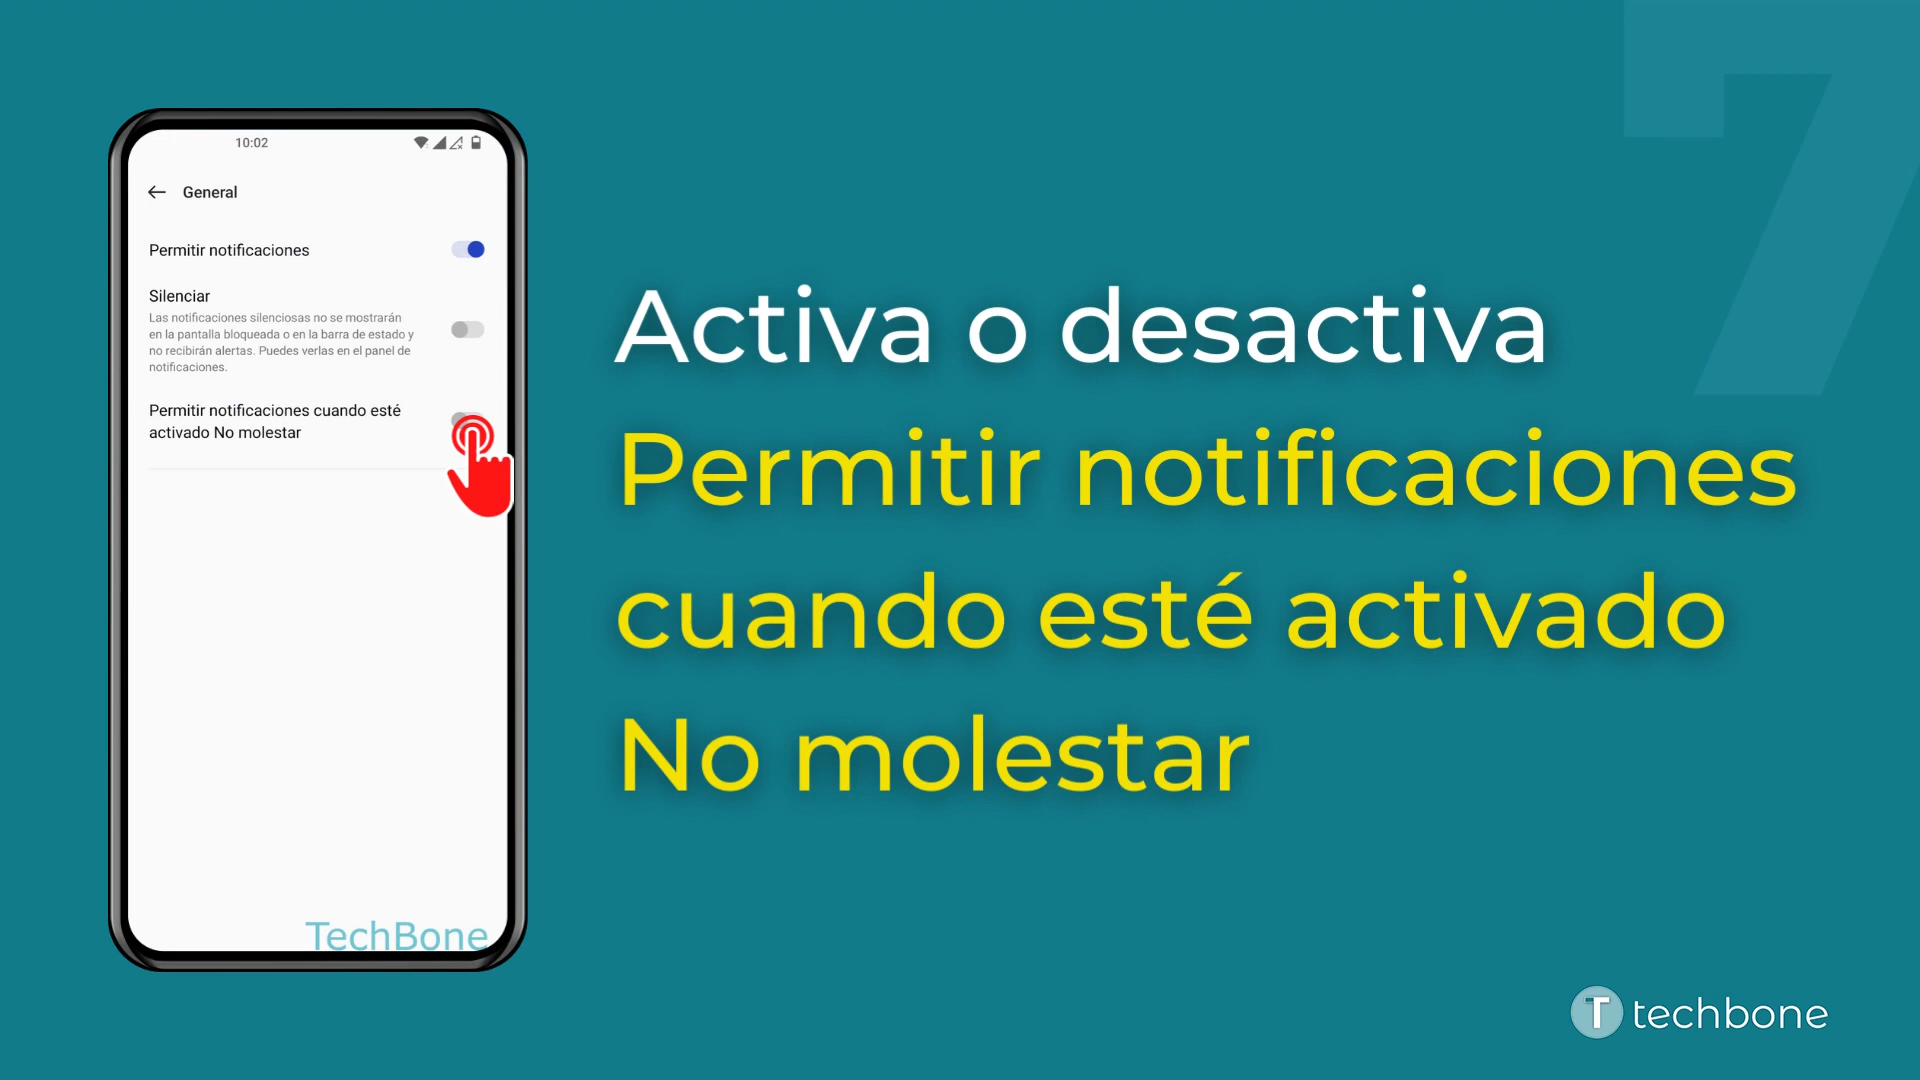 7
10:02
General
Permitir notificaciones
Silenciar
Las notificaciones silenciosas no se mostrarán
en la pantalla bloqueada o en la barra de estado y
no recibirán alertas. Puedes verlas en el panel de
notificaciones.
Permitir notificaciones cuando esté
activado No molestar
TechBone
Activa o desactiva
Permitir notificaciones
cuando esté activado
No molestar
T techbone